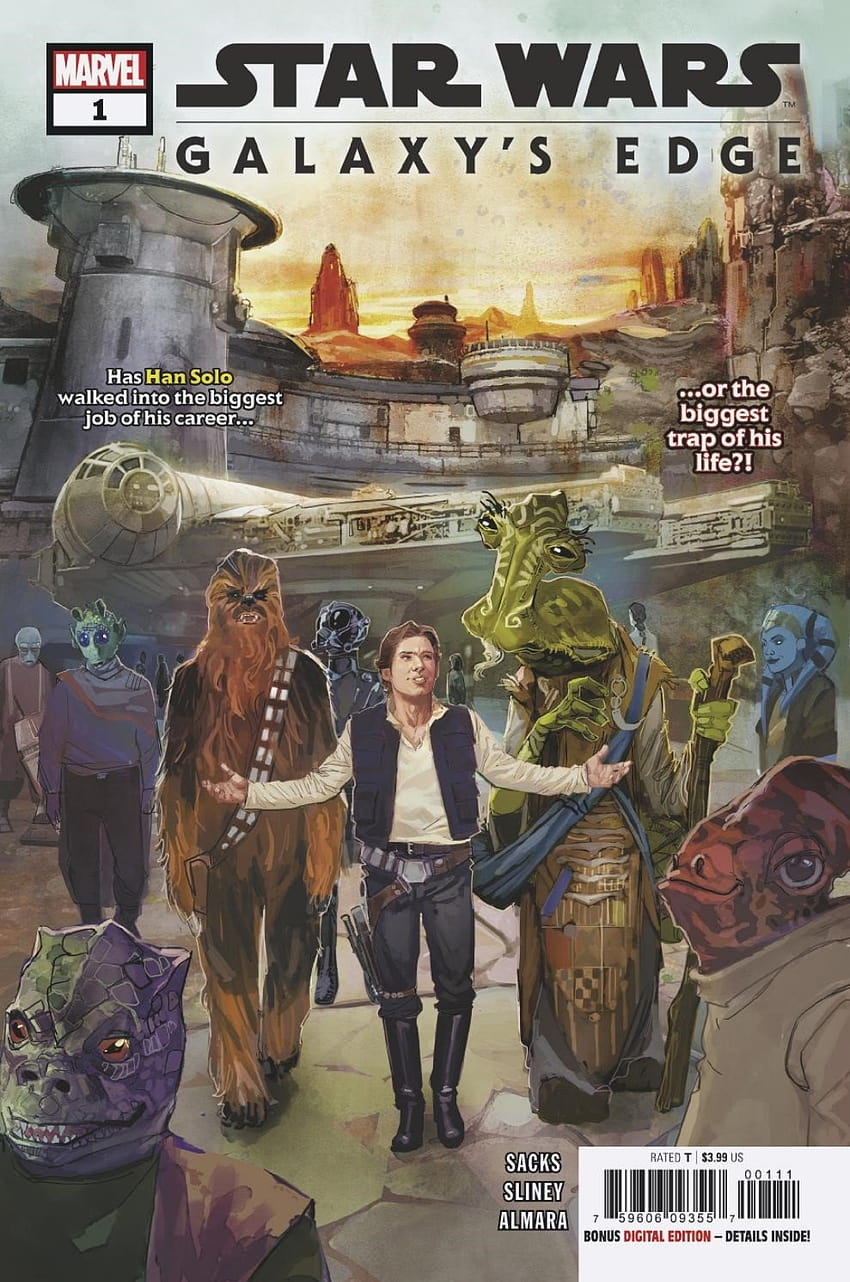 MARVEL
1
STAR WARS
TM
GALAXY'S EDGE
Has Han Solo
walked into the biggest
job of his career...
...or the
biggest
trap of his
life?!
SACKS
SLINEY
ALMARA
RATED T | $3.99 US
00111
7 59606 09355 7
BONUS DIGITAL EDITION – DETAILS INSIDE!